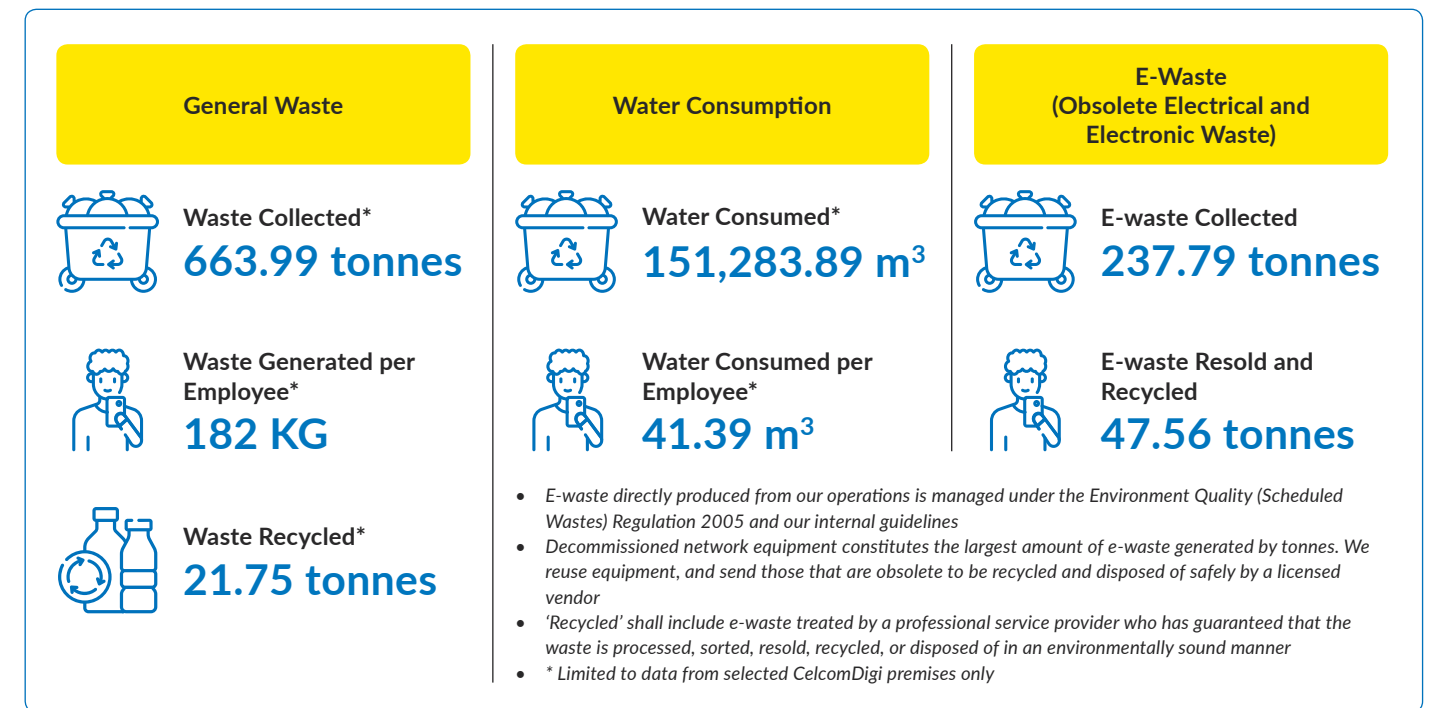 General Waste
Waste Collected*
663.99 tonnes
Waste Generated per
Employee*
182 KG
Waste Recycled*
21.75 tonnes
Water Consumption
Water Consumed*
151,283.89 m³
Water Consumed per
Employee*
41.39 m³
E-Waste
(Obsolete Electrical and
Electronic Waste)
E-waste Collected
237.79 tonnes
E-waste Resold and
Recycled
47.56 tonnes
• E-waste directly produced from our operations is managed under the Environment Quality (Scheduled
Wastes) Regulation 2005 and our internal guidelines
• Decommissioned network equipment constitutes the largest amount of e-waste generated by tonnes. We
reuse equipment, and send those that are obsolete to be recycled and disposed of safely by a licensed
vendor
• ‘Recycled’ shall include e-waste treated by a professional service provider who has guaranteed that the
waste is processed, sorted, resold, recycled, or disposed of in an environmentally sound manner
• * Limited to data from selected CelcomDigi premises only